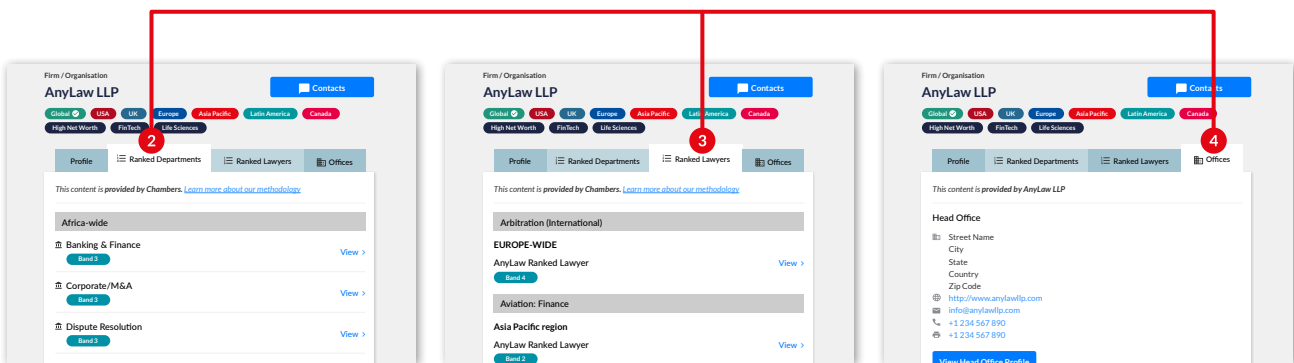 2
3
4
Firm / Organisation
AnyLaw LLP
Contacts
Global
USA
UK
Europe
Asia Pacific
Latin America
Canada
High Net Worth
FinTech
Life Sciences
Profile
Ranked Departments
Ranked Lawyers
Offices
This content is provided by Chambers. Learn more about our methodology
Africa-wide
Banking & Finance
Band 3
View >
Corporate/M&A
Band 3
View >
Dispute Resolution
Band 3
View >
Firm / Organisation
AnyLaw LLP
Contacts
Global
USA
UK
Europe
Asia Pacific
Latin America
Canada
High Net Worth
FinTech
Life Sciences
Profile
Ranked Departments
Ranked Lawyers
Offices
This content is provided by Chambers. Learn more about our methodology
Arbitration (International)
EUROPE-WIDE
AnyLaw Ranked Lawyer
View >
Band 4
Aviation: Finance
Asia Pacific region
AnyLaw Ranked Lawyer
View >
Band 2
Firm / Organisation
AnyLaw LLP
Contacts
Global
USA
UK
Europe
Asia Pacific
Latin America
Canada
High Net Worth
FinTech
Life Sciences
Profile
Ranked Departments
Ranked Lawyers
Offices
This content is provided by AnyLaw LLP
Head Office
Street Name
City
State
Country
Zip Code
http://www.anylawllp.com
info@anylawllp.com
+1 234 567 890
+1 234 567 890
View Head Office Profile